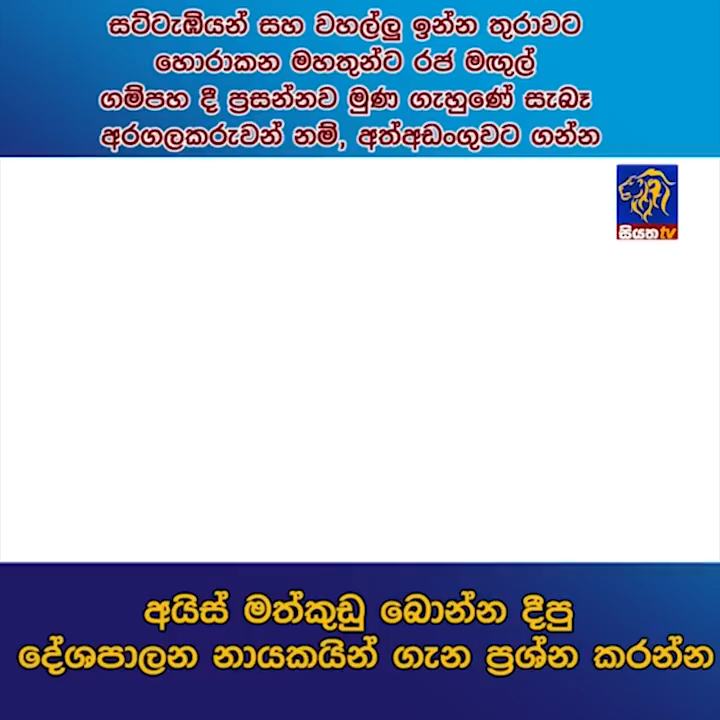 සට්ටැඹියන් සහ වහල්ලු ඉන්න තුරාවට
හොරාකන මහතුන්ට රජ මඟුල්
ගම්පහ දී ප්‍රසන්නව මුණ ගැහුණේ සැබෑ
අරගලකරුවන් නම්, අත්අඩංගුවට ගන්න
සියත tv
අයිස් මත්කුඩු බොන්න දීපු
දේශපාලන නායකයින් ගැන ප්‍රශ්න කරන්න